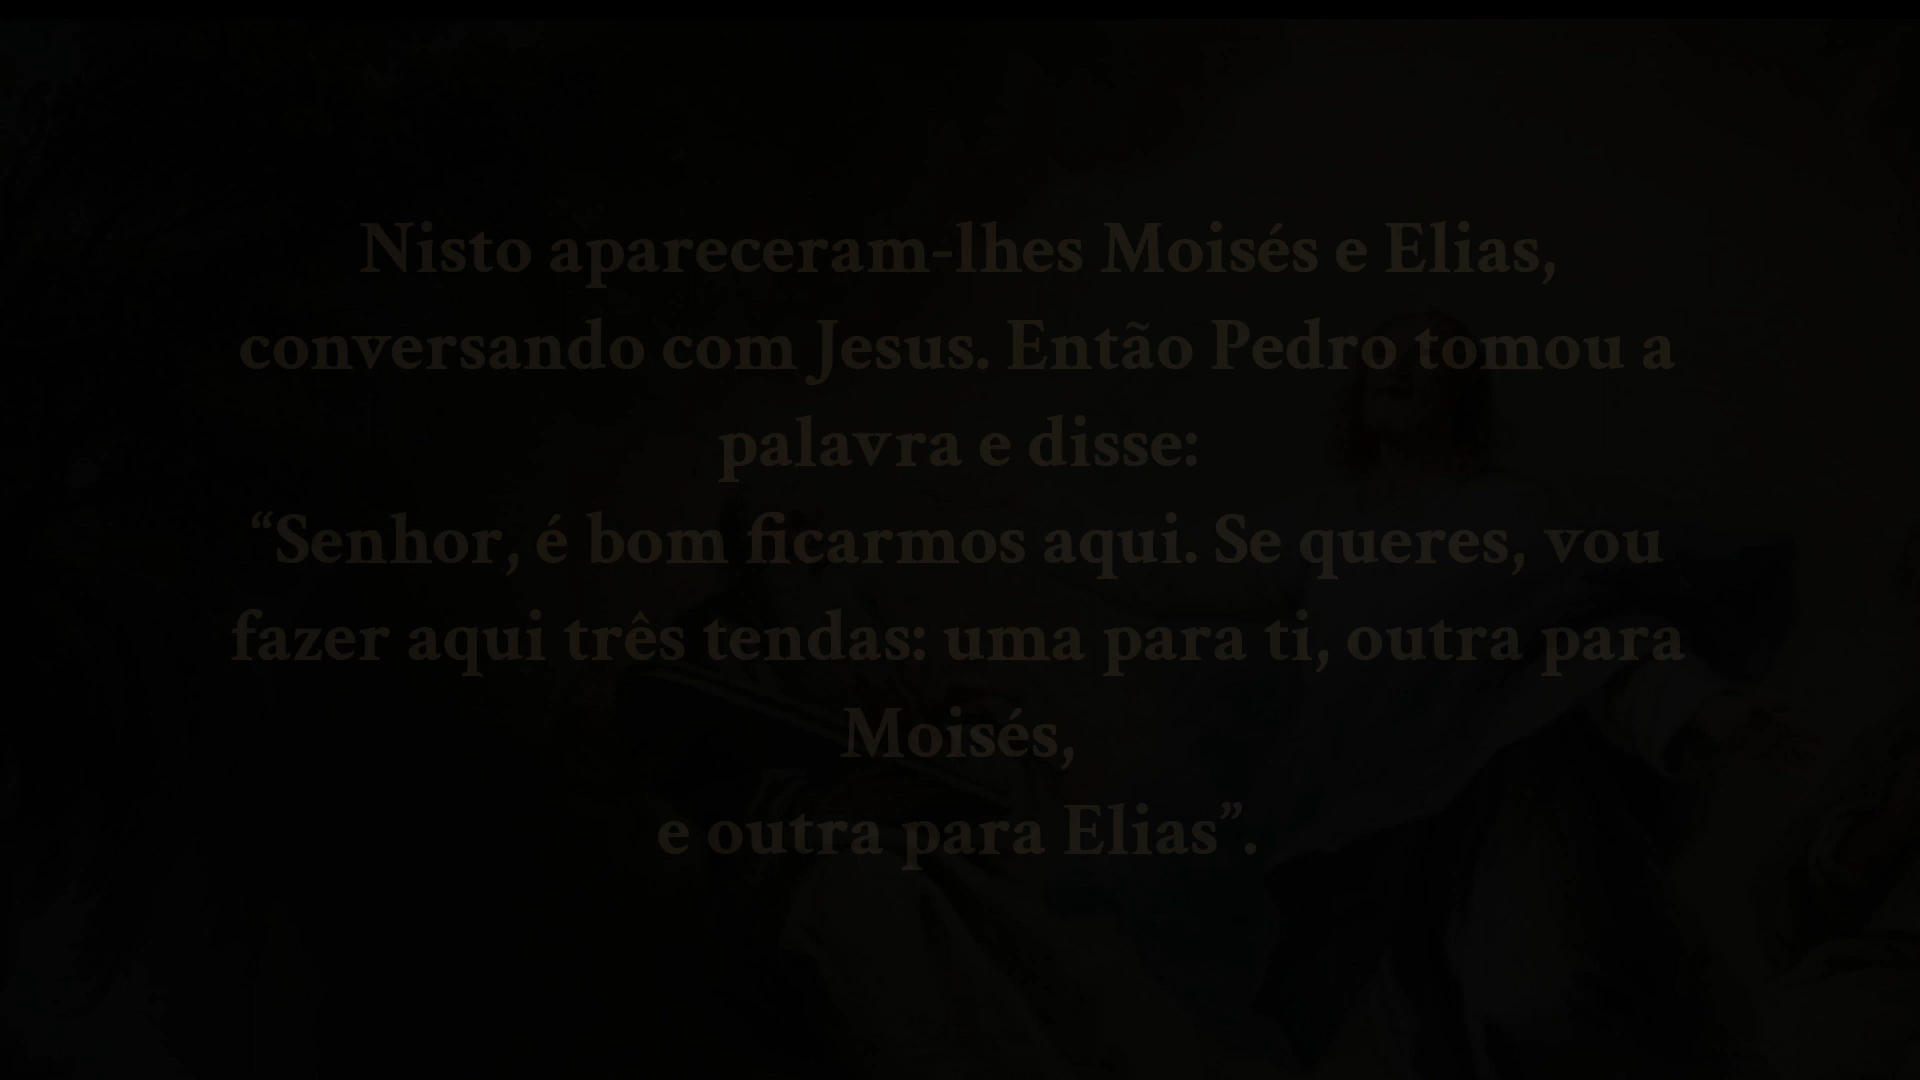 Nisto apareceram-lhes Moisés e Elias,
conversando com Jesus. Então Pedro tomou a
palavra e disse:
“Senhor, é bom ficarmos aqui. Se queres, vou
fazer aqui três tendas: uma para ti, outra para
Moisés,
e outra para Elias”.